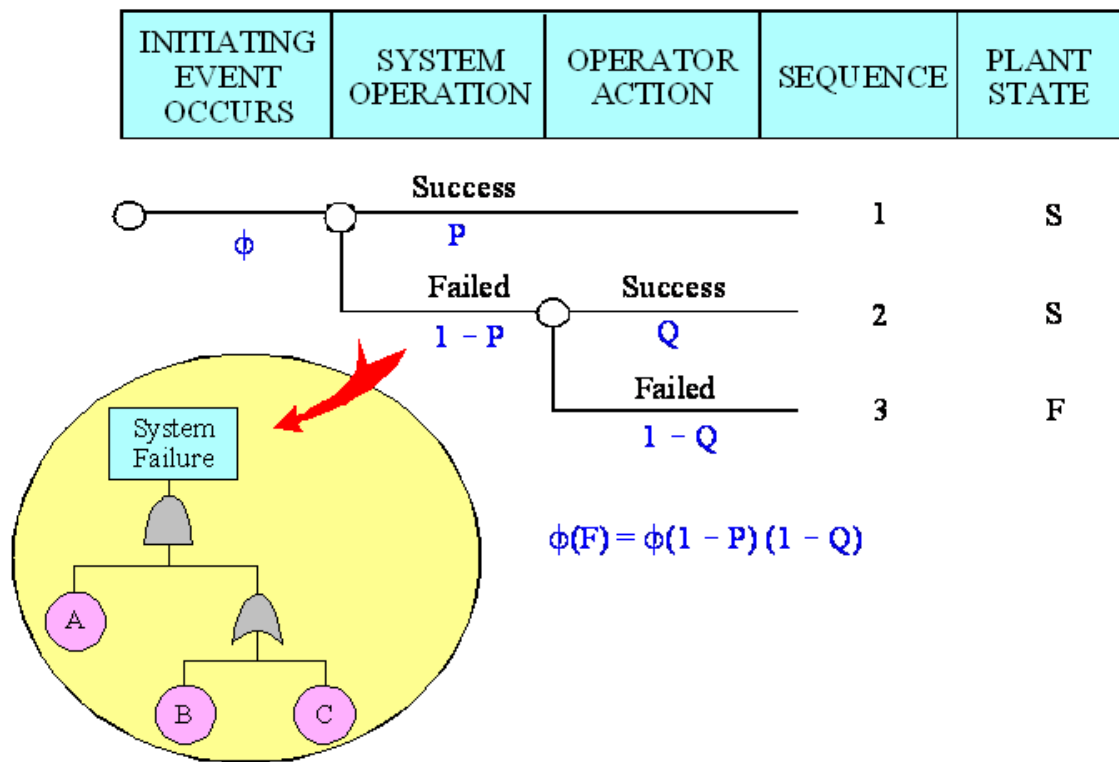 INITIATING
EVENT
OCCURS
SYSTEM
OPERATION
OPERATOR
ACTION
SEQUENCE
PLANT
STATE
Success
1
S
ϕ
P
Failed
Success
2
S
1 - P
Q
Failed
3
F
1 - Q
System
Failure
ϕ(F) = ϕ(1 - P) (1 - Q)
A
B
C